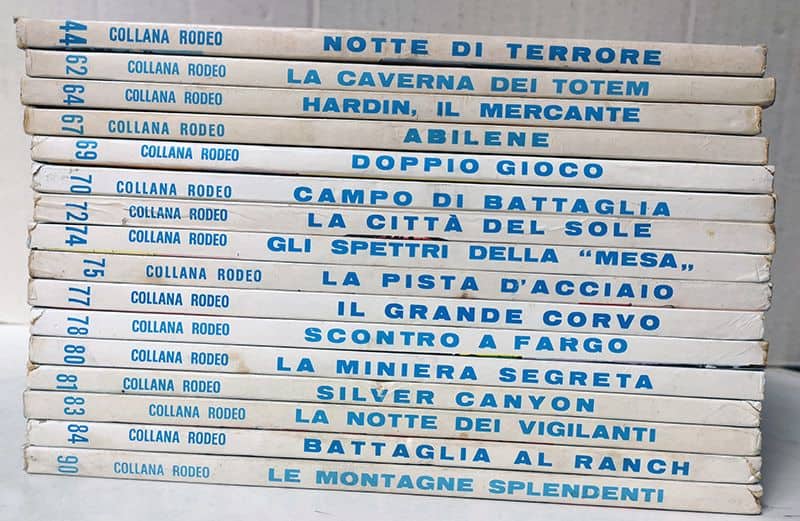 44 COLLANA RODEO NOTTE DI TERRORE
62 COLLANA RODEO LA CAVERNA DEI TOTEM
64 COLLANA RODEO HARDIN, IL MERCANTE
67 COLLANA RODEO ABILENE
69 COLLANA RODEO DOPPIO GIOCO
70 COLLANA RODEO CAMPO DI BATTAGLIA
72 COLLANA RODEO LA CITTÀ DEL SOLE
74 COLLANA RODEO GLI SPETTRI DELLA “MESA„
75 COLLANA RODEO LA PISTA D'ACCIAIO
77 COLLANA RODEO IL GRANDE CORVO
78 COLLANA RODEO SCONTRO A FARGO
80 COLLANA RODEO LA MINIERA SEGRETA
81 COLLANA RODEO SILVER CANYON
83 COLLANA RODEO LA NOTTE DEI VIGILANTI
84 COLLANA RODEO BATTAGLIA AL RANCH
90 COLLANA RODEO LE MONTAGNE SPLENDENTI